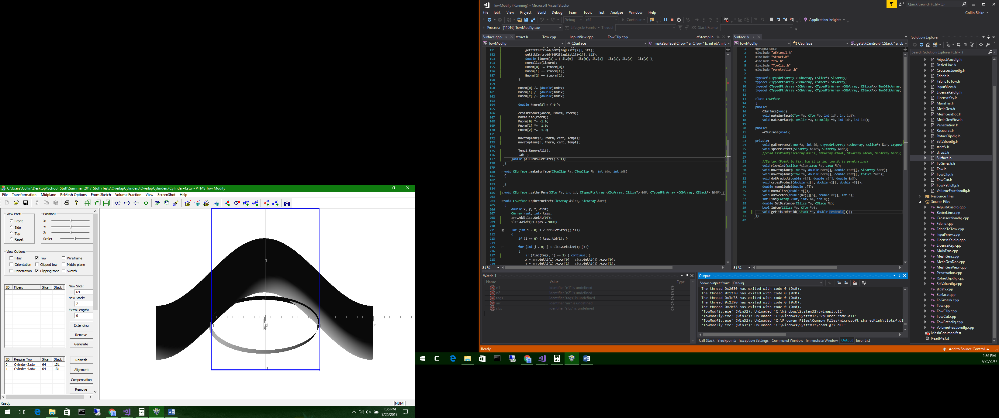 C:\Users\Collin\Desktop\School_Stuff\Summer_2017_Stuff\Tests\OverlapCylinders\OverlapCylinders\Cylinder-4.stw - VTMS Tow Modify
File Transformation Midplane ReMesh Options From Sketch Volume Fraction View ScreenShot Help
View Port: Position:
Front X:
Side Y:
Top Z:
Reset Scale:
View Options
Fiber Tow Wireframe
Orientation Clipped tow Middle plane
Penetration Clipping zone Sketch
ID Fibers Slice Stack
New Slice:
64
New Stack:
2
Extra Length:
0
Extending
Remove
Generate
ID Regular Tow Slice Stack
0 Cylinder-3.stw 64 131
1 Cylinder-4.stw 64 131
Remesh
Alignment
Compensation
Remove
1
2
-1
Ready NUM
1:36 PM
7/25/2017
TowModify (Running) - Microsoft Visual Studio
Quick Launch (Ctrl+Q)
File Edit View Project Build Debug Team Tools Test Analyze Window Help
Collin Blake
Debug x64 Continue Application Insights
Process: [11016] TowModfiy.exe Lifecycle Events Thread: Stack Frame:
Surface.cpp struct.h Tow.cpp InputView.cpp TowClip.cpp afxtempl.h
TowModfiy CSurface makeSurface(CTow * a, CTow * b, int idA, int
151 getStkCentroid(SGP2[taglist2[i]], it1);
152 getStkCentroid(SGP2[taglist2[i+1]], it2);
153 double itnorm[3] = { it2[0] - it1[0], it2[1] - it1[1], it2[2] - it1[2] };
154 normalize(itnorm);
155 Bnorm[0] += itnorm[0];
156 Bnorm[1] += itnorm[1];
157 Bnorm[2] += itnorm[2];
158 }
159
160 Bnorm[0] /= (double)Index;
161 Bnorm[1] /= (double)Index;
162 Bnorm[2] /= (double)Index;
163
164 double Pnorm[3] = { 0 };
165
166 crossProduct(Anorm, Bnorm, Pnorm);
167 normalize(Pnorm);
168 Pnorm[0] *= -1.0;
169 Pnorm[1] *= -1.0;
170 Pnorm[2] *= -1.0;
171
172 movetoplane(a, Pnorm, cent, Temp1);
173 movetoplane(b, Pnorm, cent, Temp1);
174
175 Temp1.RemoveAll();
176 tab--;
177 }while (allPens.GetSize() > 1);
178 }
179
180 void CSurface::makeSurface(CTowClip *a, CTowClip *b, int idA, int idB)
181 {
182
183 }
184
185 void CSurface::gatherPens(CTow *a, int id, CTypedPtrArray <CObArray, CSlice*> &GP, CTypedPtrArray <CObArray, CStack*> &SGP){
203
204 void CSurface::sphereDetect(SlcArray &slcs, SlcArray &arr)
205 {
206 double x, y, z, dist;
207 CArray <int, int> tags;
208 arr.Add(slcs.GetAt(0));
209 slcs.GetAt(0)->pos = 9000;
210
211 for (int i = 0; i < arr.GetSize(); i++)
212 {
213 if (i == 0) { tags.Add(i); }
214
215 for (int j = 0; j < slcs.GetSize(); j++)
216 {
217 if (Find(tags, j) == 1) { continue; }
218 x = arr.GetAt(i)->coor[0] - slcs.GetAt(j)->coor[0];
219 y = arr.GetAt(i)->coor[1] - slcs.GetAt(j)->coor[1];
81 %
Surface.h
TowModfiy CSurface getStkCentroid(CStack * a, dc
1 #pragma once
2 #include "afxtempl.h"
3 #include "struct.h"
4 #include "Tow.h"
5 #include "TowClip.h"
6 #include "Penetration.h"
7
8 typedef CTypedPtrArray <CObArray, CSlice*> SlcArray;
9 typedef CTypedPtrArray <CObArray, CStack*> StkArray;
10 typedef CTypedPtrArray <CObArray, CTypedPtrArray <CObArray, CSlice*>> TwoDSlcArray;
11 typedef CTypedPtrArray <CObArray, CTypedPtrArray <CObArray, CStack*>> TwoDStkArray;
12
13 class CSurface
14 {
15 public:
16 CSurface(void);
17 void makeSurface(CTow *a, CTow *b, int idA, int idB);
18 void makeSurface(CTowClip *a, CTowClip *b, int idA, int idB);
19
20 public:
21 ~CSurface(void);
22
23 private:
24 void gatherPens(CTow *a, int id, CTypedPtrArray <CObArray, CSlice*> &GP, CTypedP
25 void sphereDetect(SlcArray &slcs, SlcArray &arr);
26 //void FixPoint(SlcArray &slcs, StkArray &TowA, StkArray &TowB, SlcArray &arr);
27
28 //Syntax (Point to fix, tow it is in, tow it is penetrating)
29 void FixPoint(CSlice *slcm,CTow *a, CTow *b);
30 void movetoplane(CTow *a, double norm[], double cent[], SlcArray &arr);
31 void movetoplane(CTow *a, double norm[], double cent[], CSlice *arr);
32 void dotProduct(double v1[], double v2[], double &v3);
33 void crossProduct(double v1[], double v2[], double v3[]);
34 double magnitude(double v[]);
35 void normalize(double v[]);
36 void addVector(double(&v)[][3], double v2[], int n);
37 int Find(CArray <int, int> &A, int b);
38 double GetDistance(CSlice *a, CSlice *b);
39 bool InTow(CSlice *a, CTow *b);
40 void getStkCentroid(CStack *a, double centroid[3]);
41 };
42
81 %
Solution Explorer
Search Solution Explorer (Ctrl+;)
AdjustAxisdlg.h
BezierLine.h
Crosssectiondlg.h
Fabric.h
FabricToTow.h
InputView.h
LicenseKeldlg.h
LicenseKey.h
MainFrm.h
MeshGen.h
MeshGenDoc.h
MeshGenView.h
Penetration.h
Resource.h
RotaeClipdlg.h
SetValuedlg.h
stdafx.h
struct.h
Surface.h
ToGmesh.h
Tow.h
TowClip.h
TowCut.h
TowPathdlg.h
VolumeFractiondlg.h
Resource Files
Source Files
AdjustAxisdlg.cpp
BezierLine.cpp
Crosssectiondlg.cpp
Fabric.cpp
FabricToTow.cpp
InputView.cpp
LicenseKeldlg.cpp
LicenseKey.cpp
MainFrm.cpp
MeshGen.cpp
MeshGenDoc.cpp
MeshGenView.cpp
Penetration.cpp
RotaeClipdlg.cpp
SetValuedlg.cpp
stdafx.cpp
Surface.cpp
ToGmesh.cpp
Tow.cpp
TowClip.cpp
TowCut.cpp
TowPathdlg.cpp
VolumeFractiondlg.cpp
MeshGen.manifest
ReadMe.txt
Watch 1
Name Value Type
n1 identifier "n1" is undefined
n2 identifier "n2" is undefined
tags identifier "tags" is undefined
arr identifier "arr" is undefined
slcs identifier "slcs" is undefined
Output
Show output from: Debug
The thread 0x2630 has exited with code 0 (0x0).
The thread 0x12f0 has exited with code 0 (0x0).
The thread 0x3c78 has exited with code 0 (0x0).
The thread 0x2390 has exited with code 0 (0x0).
The thread 0x2bf8 has exited with code 0 (0x0).
'TowModfiy.exe' (Win32): Unloaded 'C:\Windows\System32\twinapi.dll'
'TowModfiy.exe' (Win32): Unloaded 'C:\Windows\System32\ExplorerFrame.dll'
'TowModfiy.exe' (Win32): Unloaded 'C:\Program Files\Common Files\microsoft shared\ink\tiptsf.dl
'TowModfiy.exe' (Win32): Unloaded 'C:\Windows\System32\comdlg32.dll'
Call Stack Breakpoints Exception Settings Command Window Immediate Window Output Error List
Ready Add to Source Control
1:36 PM
7/25/2017